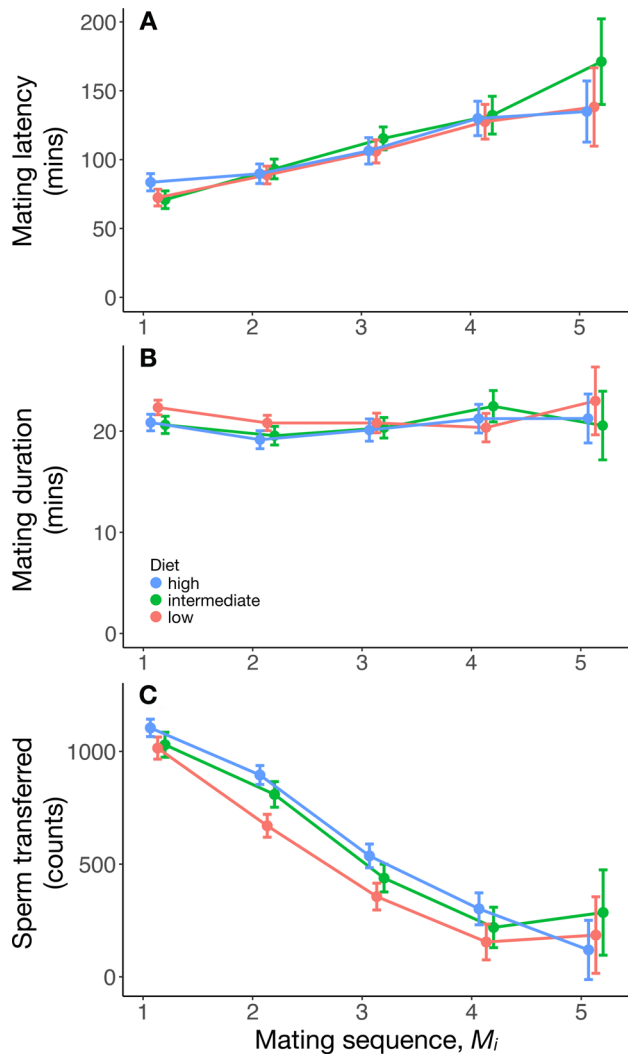 A
Mating latency
(mins)
200
150
100
50
0
1 2 3 4 5
B
Mating duration
(mins)
20
10
0
Diet
high
intermediate
low
1 2 3 4 5
C
Sperm transferred
(counts)
1000
500
0
1 2 3 4 5
Mating sequence, Mi